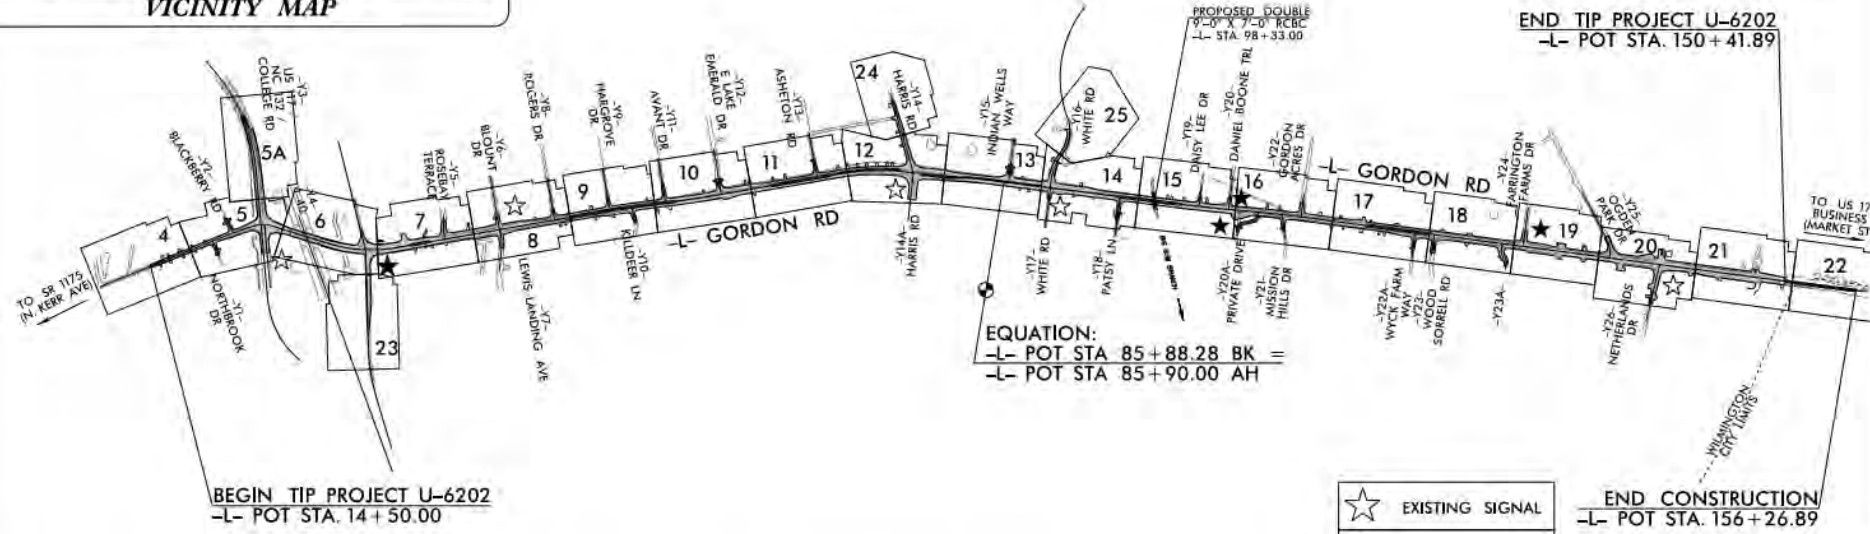 VICINITY MAP
PROPOSED DOUBLE
9'-0" X 7'-0" RCBC
-L- STA. 98+33.00
END TIP PROJECT U-6202
-L- POT STA. 150+41.89
-Y3-
US 117 /
NC 132 /
COLLEGE RD
5A
-Y2-
BLACKBERRY RD
4
5
6
-Y5-
ROSEBAY
TERRACE
7
-Y6-
BLOUNT
DR
-Y8-
ROGERS DR
8
9
-Y9-
HARGROVE
DR
-Y11-
AVANT DR
10
-Y12-
E LAKE
EMERALD DR
11
-Y13-
ASHETON RD
12
24
-Y14-
HARRIS RD
-Y15-
INDIAN WELLS
WAY
13
-Y16-
WHITE RD
25
14
15
-Y19-
DAISY LEE DR
-Y20-
DANIEL BOONE TRL
16
-Y22-
GORDON
ACRES DR
-L- GORDON RD
17
18
-Y24-
FARRINGTON
FARMS DR
19
-Y25-
OGDEN
PARK DR
20
21
22
TO US 17
BUSINESS
(MARKET ST
TO SR 1175
(N. KERR AVE)
-Y1-
NORTHBROOK
DR
23
-Y7-
LEWIS LANDING AVE
-Y10-
KILLDEER LN
-L- GORDON RD
-Y14A-
HARRIS RD
-Y17-
WHITE RD
-Y18-
PATSY LN
-Y20A-
PRIVATE DRIVE
-Y21-
MISSION
HILLS DR
-Y22A-
WYCK FARM
WAY
-Y23-
WOOD
SORRELL RD
-Y23A-
-Y26-
NETHERLANDS
DR
WILMINGTON
CITY LIMITS
EQUATION:
-L- POT STA 85+88.28 BK =
-L- POT STA 85+90.00 AH
BEGIN TIP PROJECT U-6202
-L- POT STA. 14+50.00
EXISTING SIGNAL
END CONSTRUCTION
-L- POT STA. 156+26.89